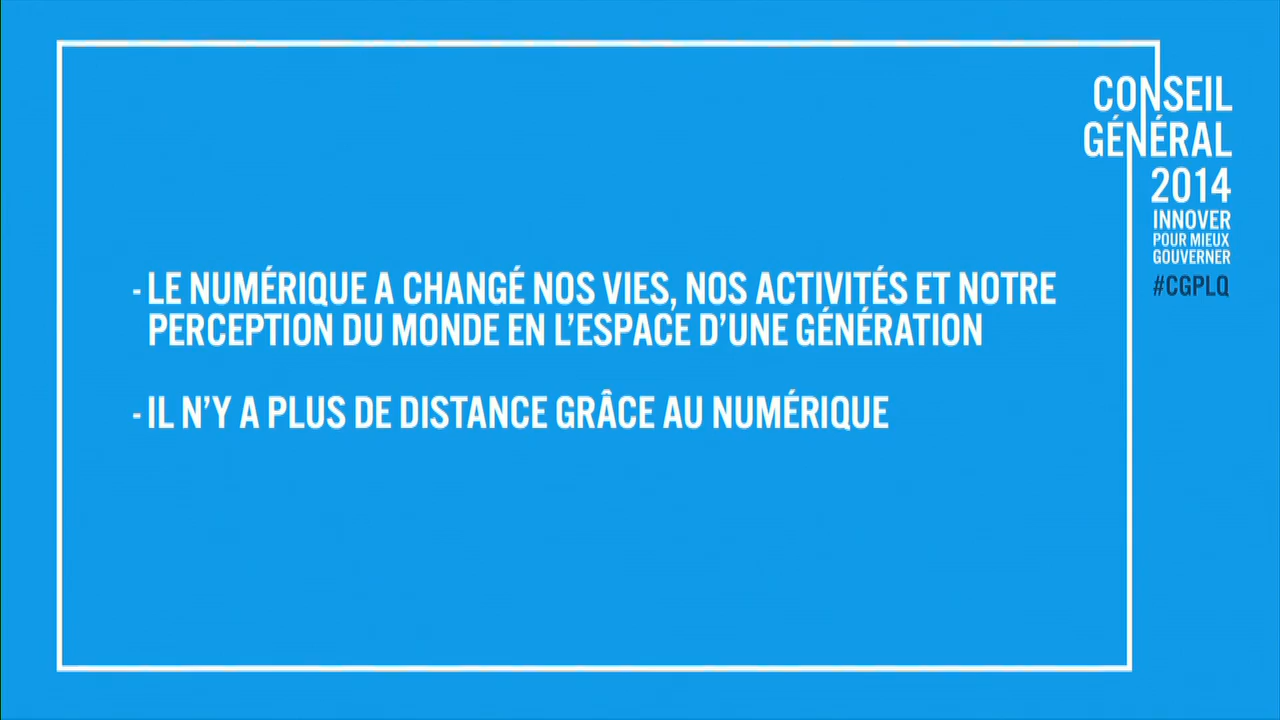 CONSEIL
GÉNÉRAL
2014
INNOVER
POUR MIEUX
GOUVERNER
#CGPLQ
- LE NUMÉRIQUE A CHANGÉ NOS VIES, NOS ACTIVITÉS ET NOTRE
PERCEPTION DU MONDE EN L'ESPACE D'UNE GÉNÉRATION
- IL N'Y A PLUS DE DISTANCE GRÂCE AU NUMÉRIQUE